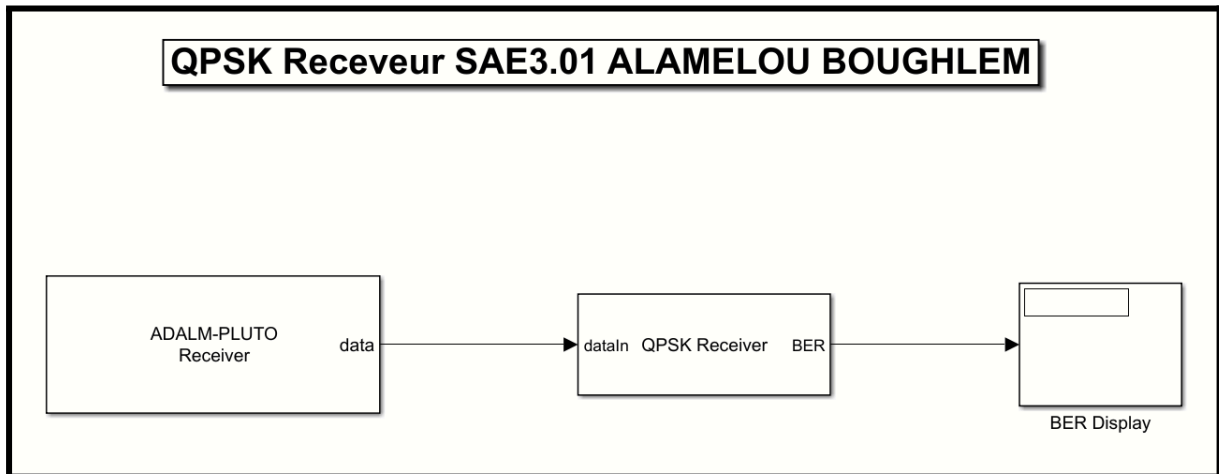 QPSK Receveur SAE3.01 ALAMELOU BOUGHLEM
ADALM-PLUTO
Receiver
data
dataIn
QPSK Receiver
BER
BER Display